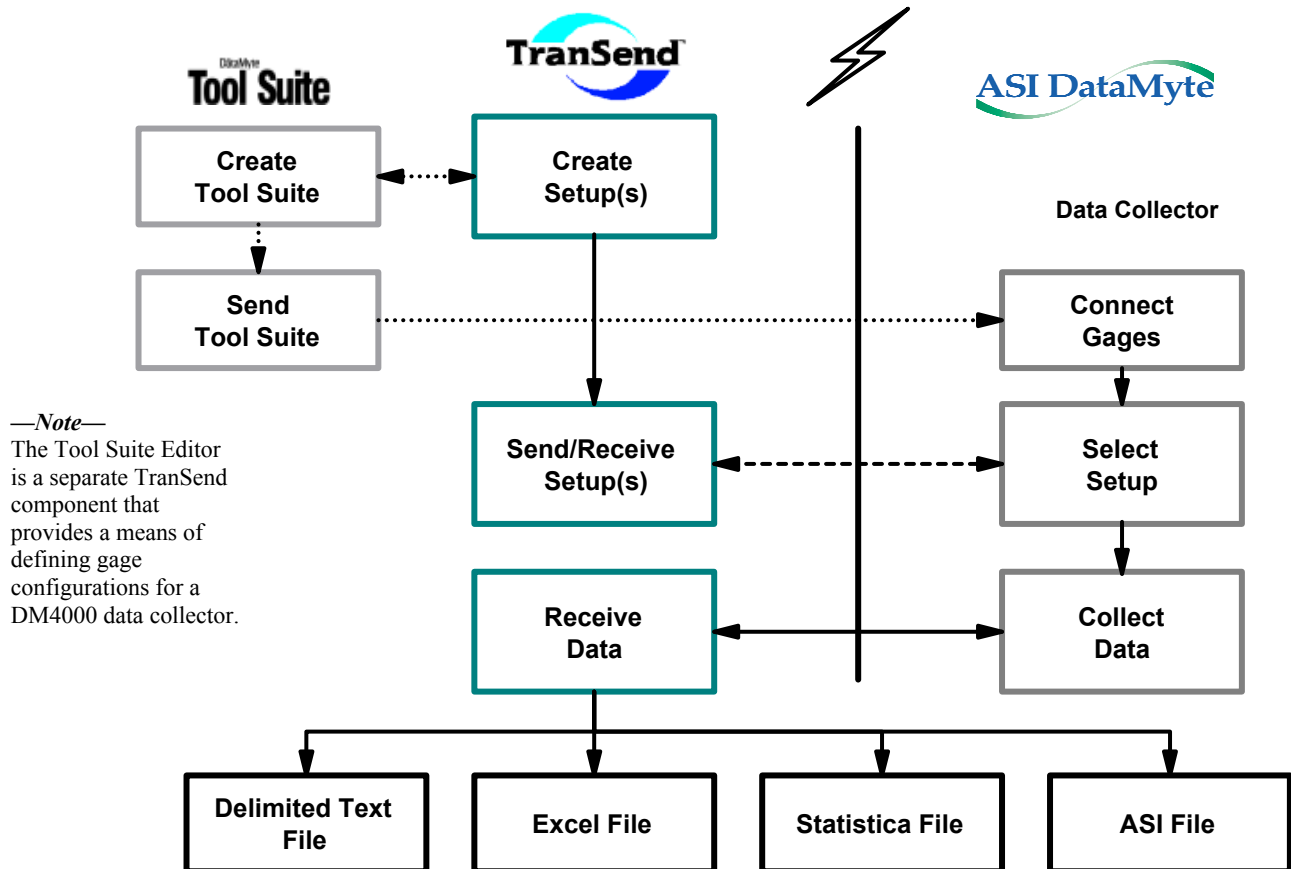 DataMyte
Tool Suite
TranSend™
ASI DataMyte
Create
Tool Suite
Create
Setup(s)
Data Collector
Send
Tool Suite
Connect
Gages
—Note—
The Tool Suite Editor
is a separate TranSend
component that
provides a means of
defining gage
configurations for a
DM4000 data collector.
Send/Receive
Setup(s)
Select
Setup
Receive
Data
Collect
Data
Delimited Text
File
Excel File
Statistica File
ASI File